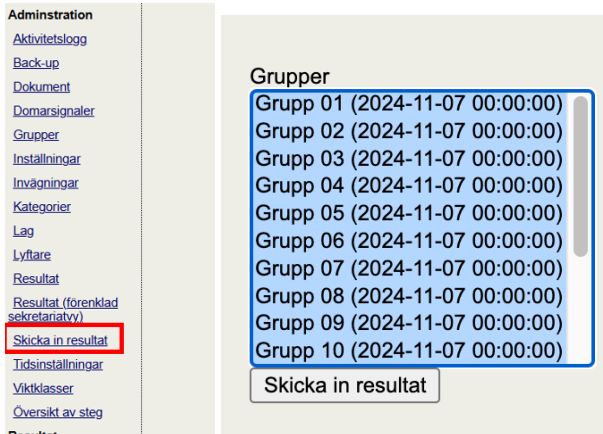 Adminstration
Aktivitetslogg
Back-up
Dokument
Domarsignaler
Grupper
Inställningar
Invägningar
Kategorier
Lag
Lyftare
Resultat
Resultat (förenklad
sekretariatvy)
Skicka in resultat
Tidsinställningar
Viktklasser
Översikt av steg
Grupper
Grupp 01 (2024-11-07 00:00:00)
Grupp 02 (2024-11-07 00:00:00)
Grupp 03 (2024-11-07 00:00:00)
Grupp 04 (2024-11-07 00:00:00)
Grupp 05 (2024-11-07 00:00:00)
Grupp 06 (2024-11-07 00:00:00)
Grupp 07 (2024-11-07 00:00:00)
Grupp 08 (2024-11-07 00:00:00)
Grupp 09 (2024-11-07 00:00:00)
Grupp 10 (2024-11-07 00:00:00)
Skicka in resultat